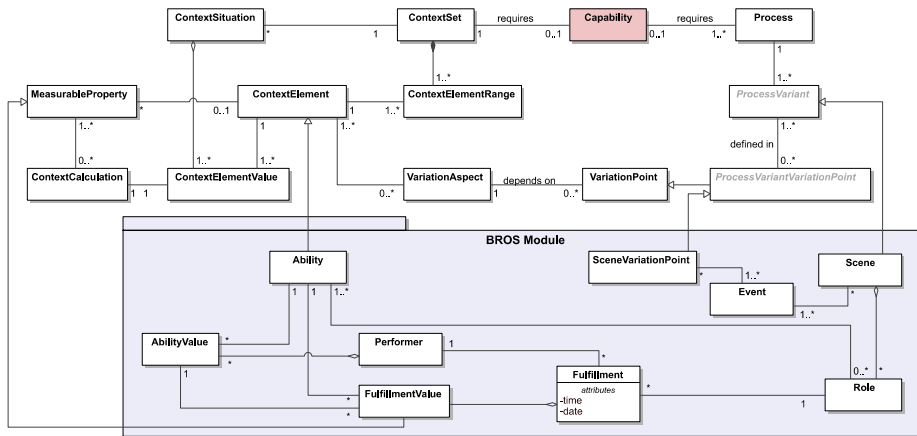 ContextSituation
*
1
ContextSet
1
requires
0..1
Capability
0..1
requires
1..*
Process
1
1..*
1..*
MeasurableProperty
*
0..1
ContextElement
1
1..*
ContextElementRange
ProcessVariant
1..*
1
1..*
1..*
defined in
0..*
1..*
1..*
0..*
ContextCalculation
1
1
ContextElementValue
0..*
VariationAspect
1
depends on
0..*
VariationPoint
ProcessVariantVariationPoint
BROS Module
Ability
1
1
1..*
SceneVariationPoint
*
1..*
Event
1..*
*
Scene
AbilityValue
*
*
1
Performer
1
*
Fulfillment
attributes
-time
-date
*
1
0..*
*
Role
*
*
FulfillmentValue